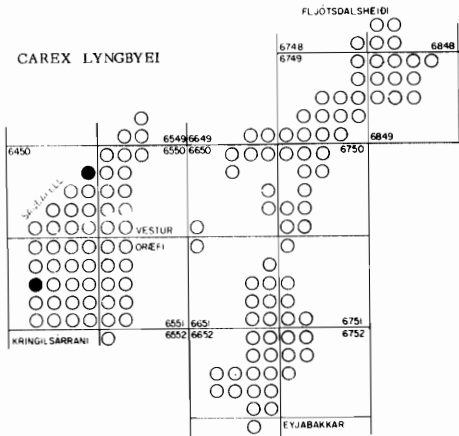 FLJÓTSDALSHEIÐI
CAREX LYNGBYEI
6748 6848
6749
6549 6649 6849
6450 6550 6650 6750
VESTUR
ÖRÆFI
6551 6651 6751
KRINGILSÁRRANI 6552 6652 6752
EYJABAKKAR